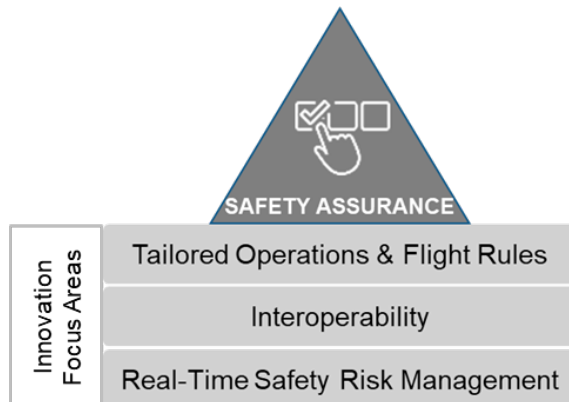 SAFETY ASSURANCE
Innovation
Focus Areas
Tailored Operations & Flight Rules
Interoperability
Real-Time Safety Risk Management